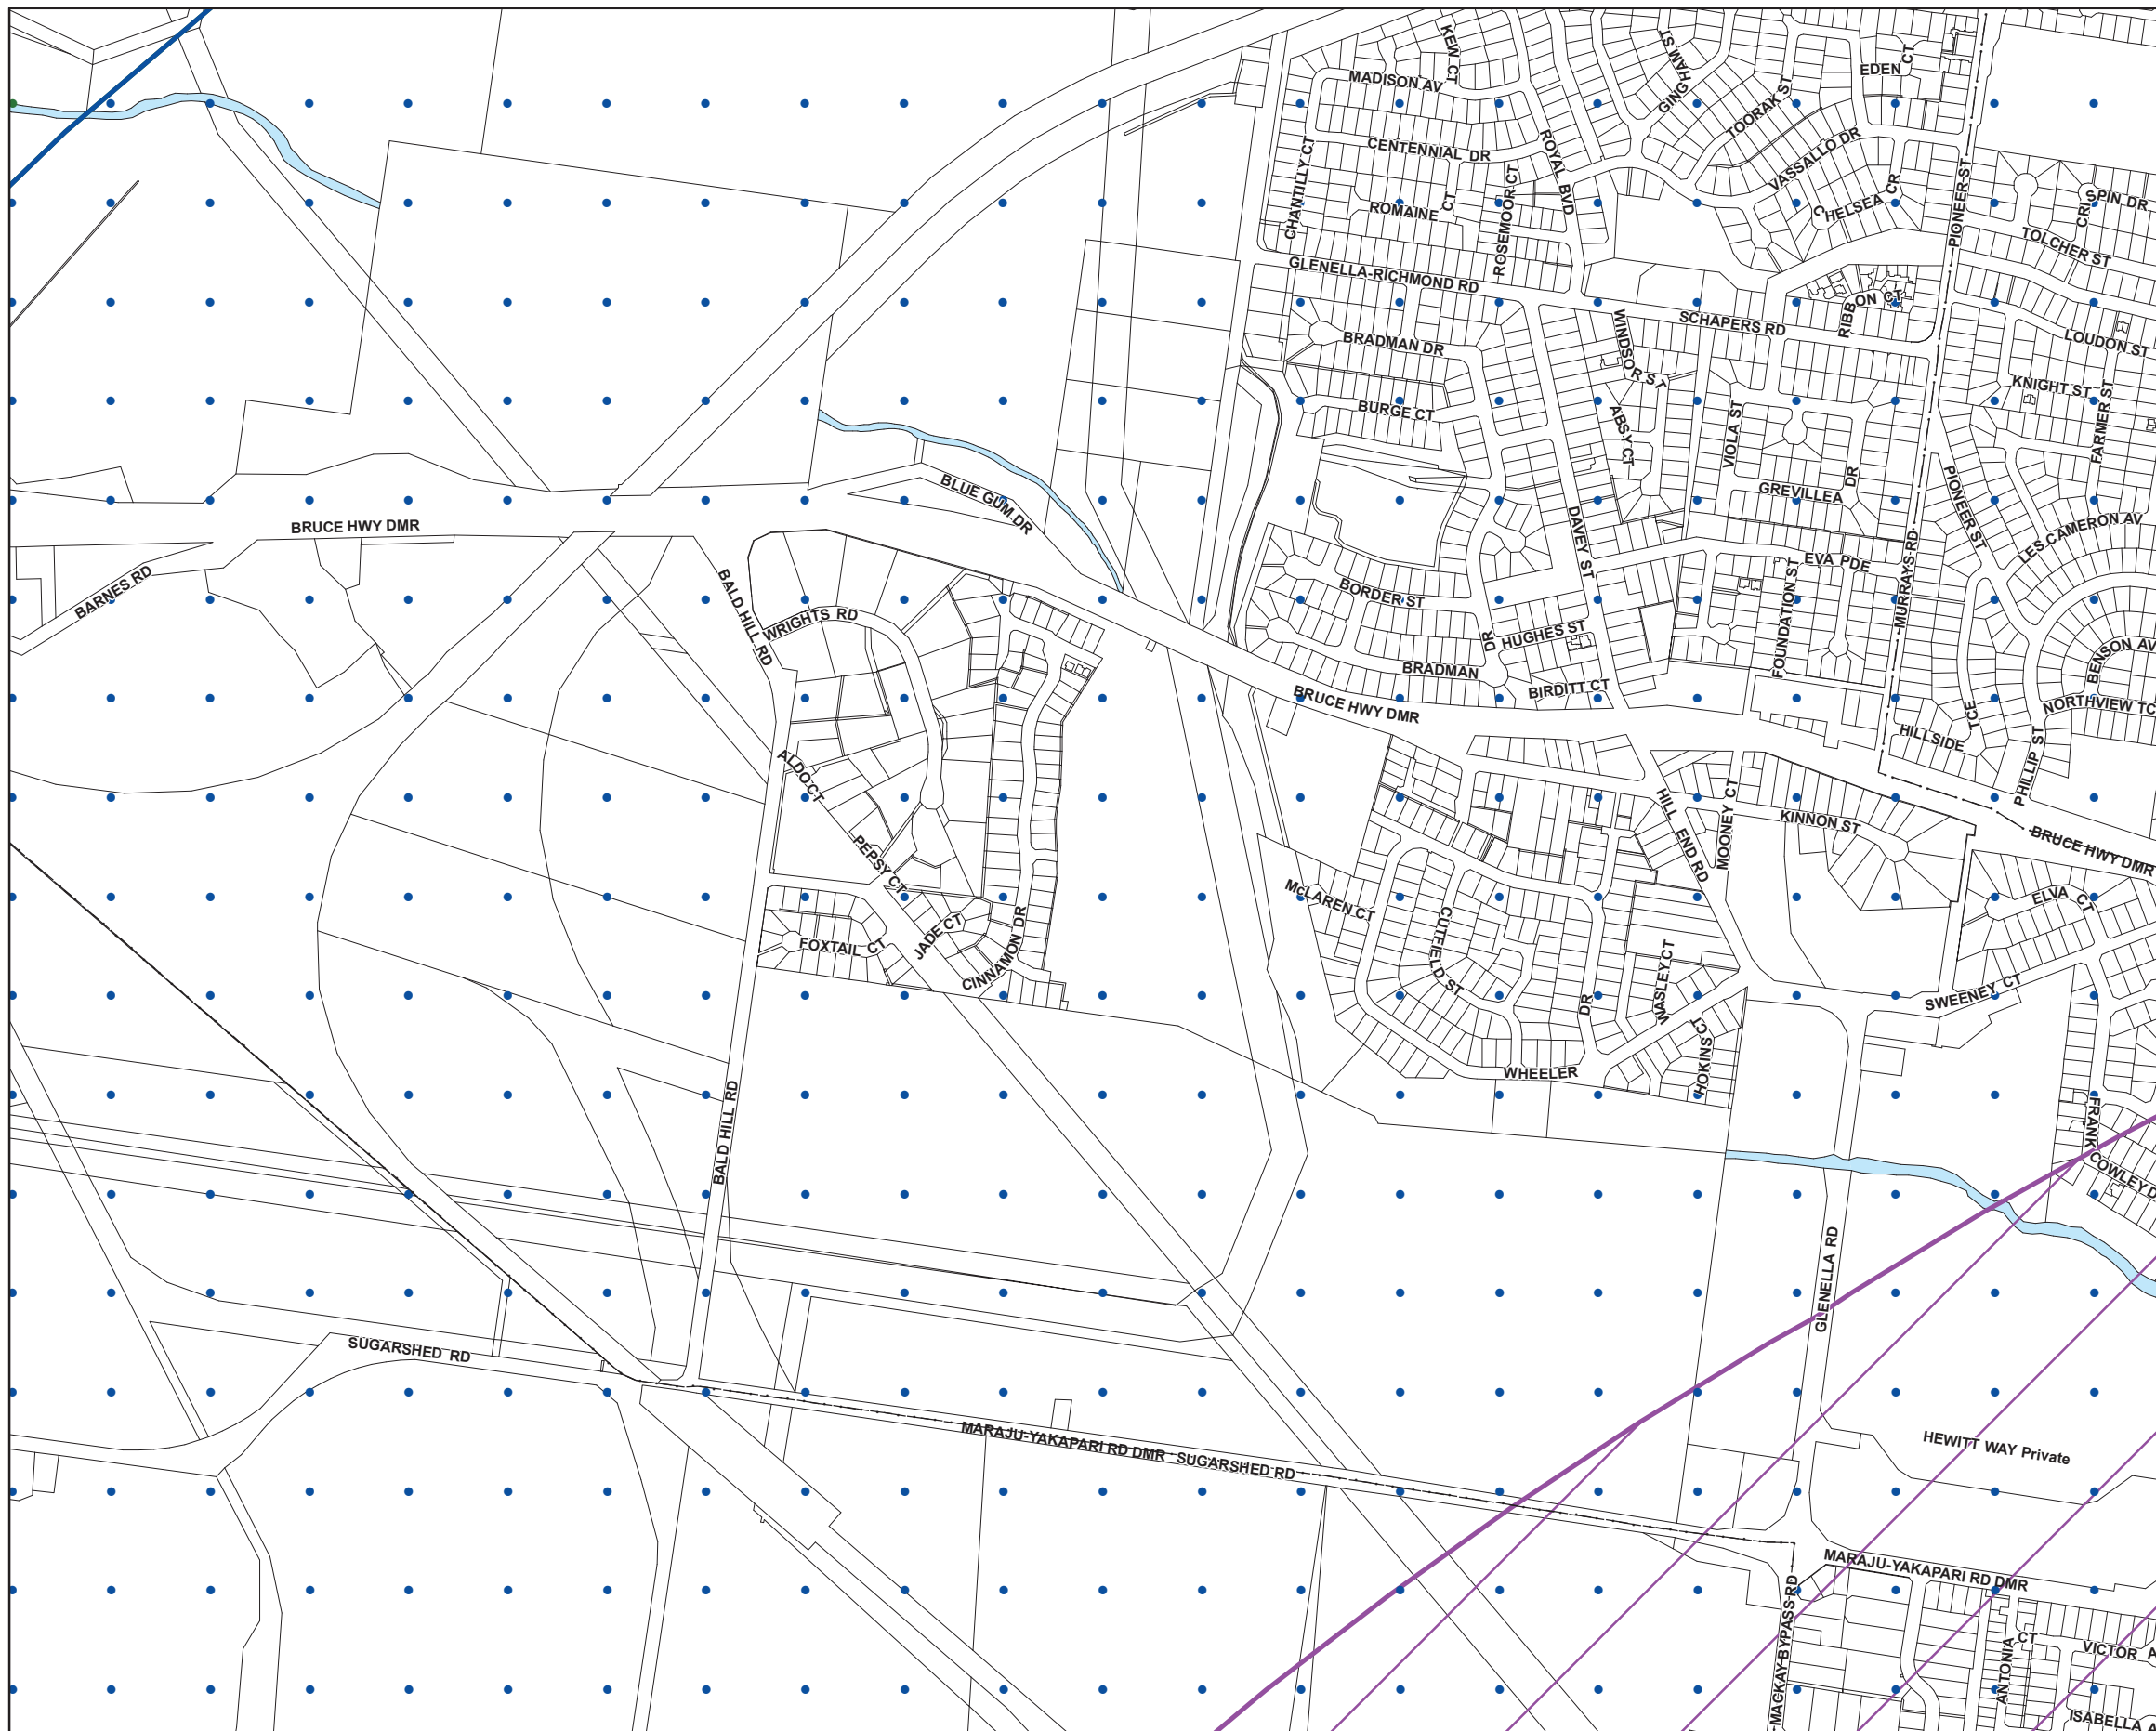 KEW CT
MADISON AV
GINGHAM ST
EDEN CT
TOORAK ST
CENTENNIAL DR
ROYAL BVD
VASSALLO DR
CHANTILLY CT
ROMAINE CT
ROSEMOOR CT
CHELSEA CR
PIONEER ST
SPIN DR
CRI
TOLCHER ST
GLENELLA-RICHMOND RD
RIBBON CT
SCHAPERS RD
WINDSOR ST
BRADMAN DR
LOUDON ST
KNIGHT ST
FARMER ST
BURGE CT
ABSY CT
VIOLA ST
GREVILLEA DR
PIONEER ST
BLUE GUM DR
BRUCE HWY DMR
DAVEY ST
LES CAMERON AV
EVA PDE
MURRAYS RD
BARNES RD
BALD HILL RD
WRIGHTS RD
BORDER ST
FOUNDATION ST
HUGHES ST
BRADMAN DR
BIRDITT CT
BENSON AV
NORTHVIEW TCE
BRUCE HWY DMR
HILLSIDE TCE
PHILLIP ST
ALDO CT
HILL END RD
MOONEY CT
KINNON ST
BRUCE HWY DMR
PEPSY CT
McLAREN CT
CUTFIELD ST
ELVA CT
FOXTAIL CT
JADE CT
CINNAMON DR
WASLEY CT
SWEENEY CT
HOKINS CT
WHEELER DR
BALD HILL RD
FRANK
COWLEY D
GLENELLA RD
SUGARSHED RD
MARAJU-YAKAPARI RD DMR
SUGARSHED RD
HEWITT WAY Private
MARAJU-YAKAPARI RD DMR
MACKAY-BYPASS-RD
ANTONIA CT
VICTOR A
ISABELLA